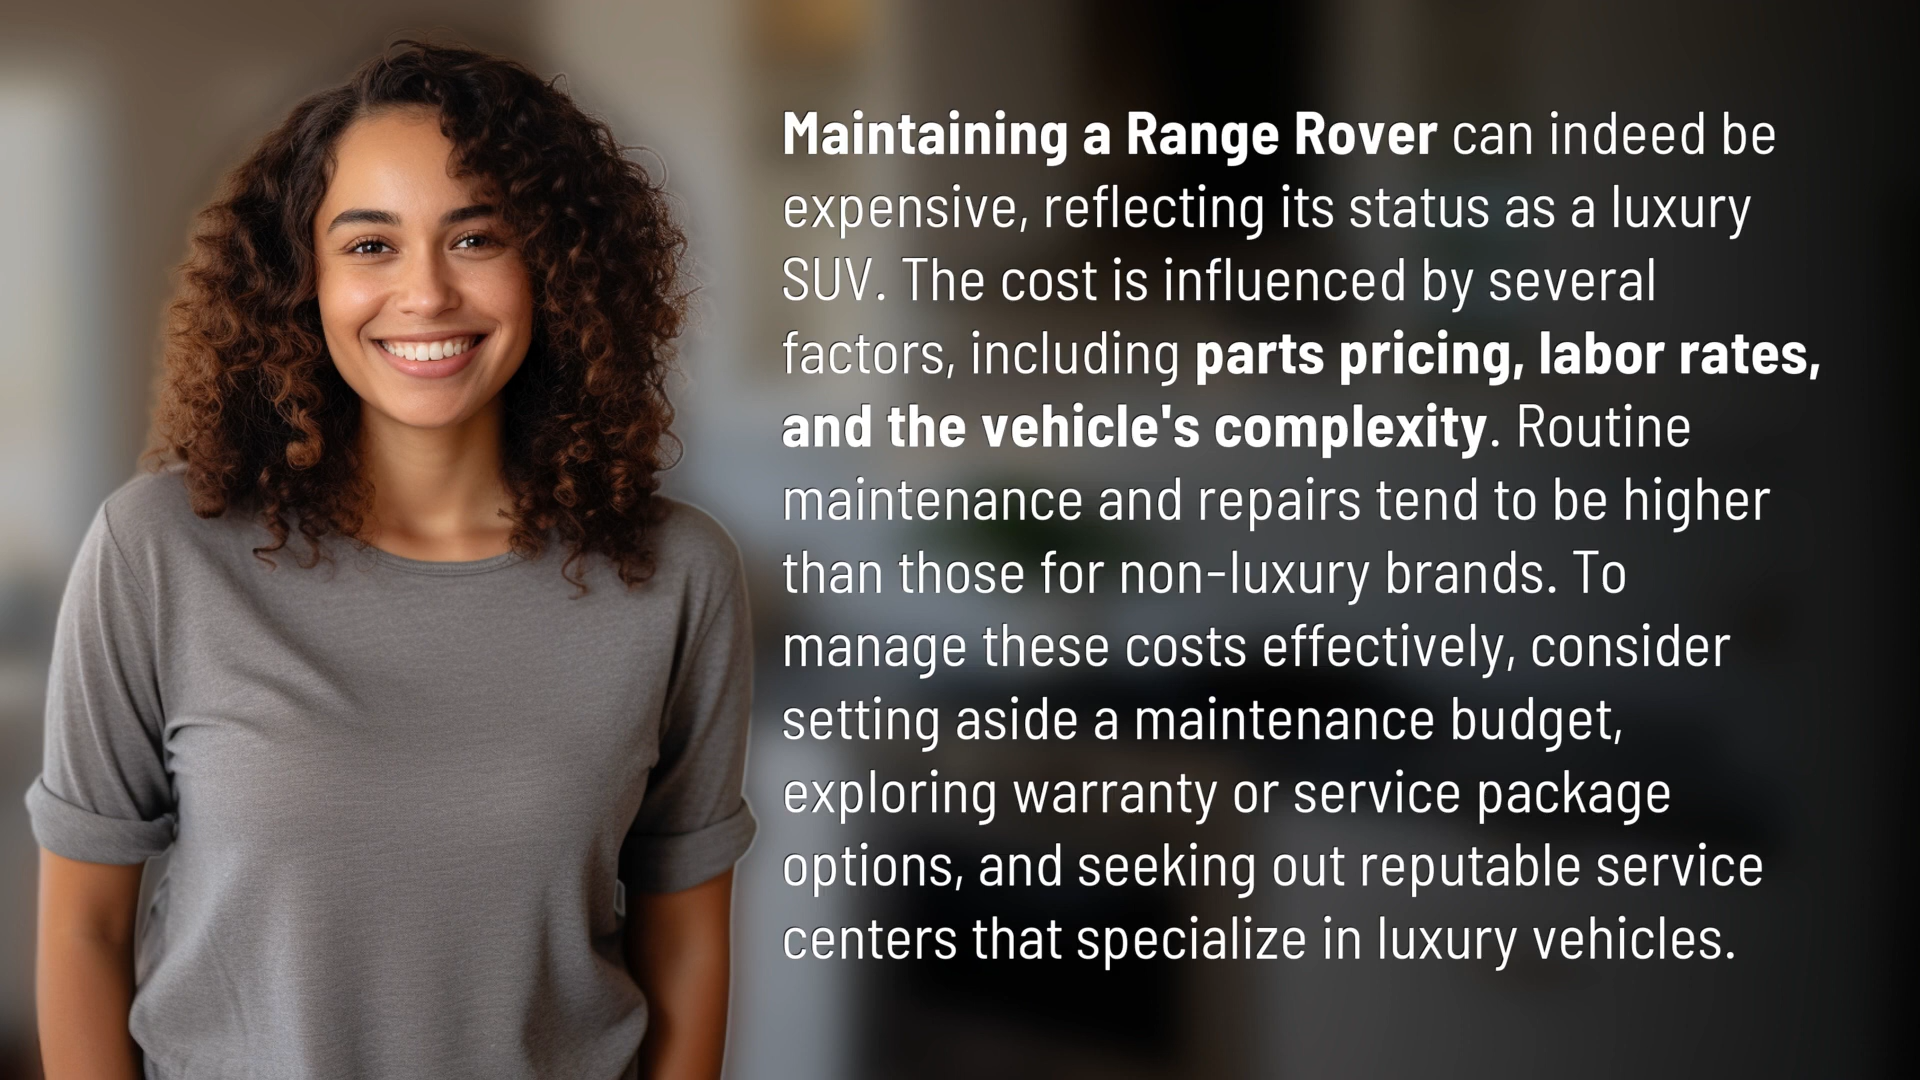 Maintaining a Range Rover can indeed be
expensive, reflecting its status as a luxury
SUV. The cost is influenced by several
factors, including parts pricing, labor rates,
and the vehicle's complexity. Routine
maintenance and repairs tend to be higher
than those for non-luxury brands. To
manage these costs effectively, consider
setting aside a maintenance budget,
exploring warranty or service package
options, and seeking out reputable service
centers that specialize in luxury vehicles.